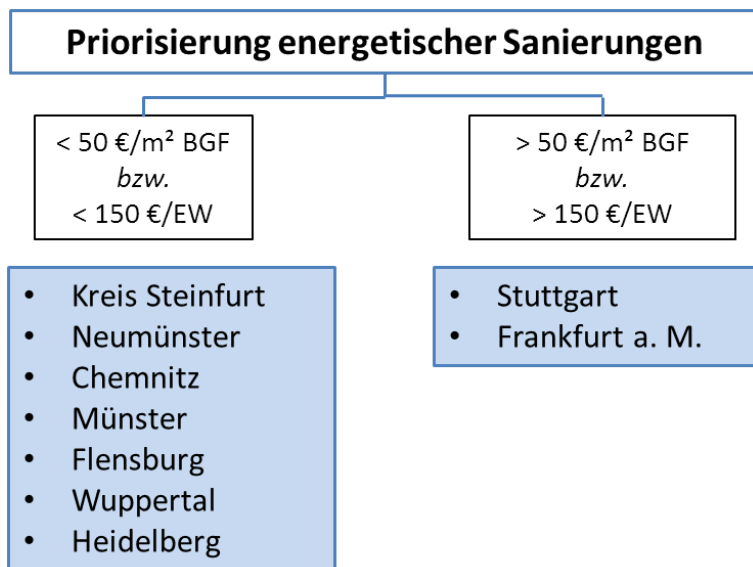 Priorisierung energetischer Sanierungen
< 50 €/m² BGF
bzw.
< 150 €/EW
> 50 €/m² BGF
bzw.
> 150 €/EW
• Kreis Steinfurt
• Neumünster
• Chemnitz
• Münster
• Flensburg
• Wuppertal
• Heidelberg
• Stuttgart
• Frankfurt a. M.